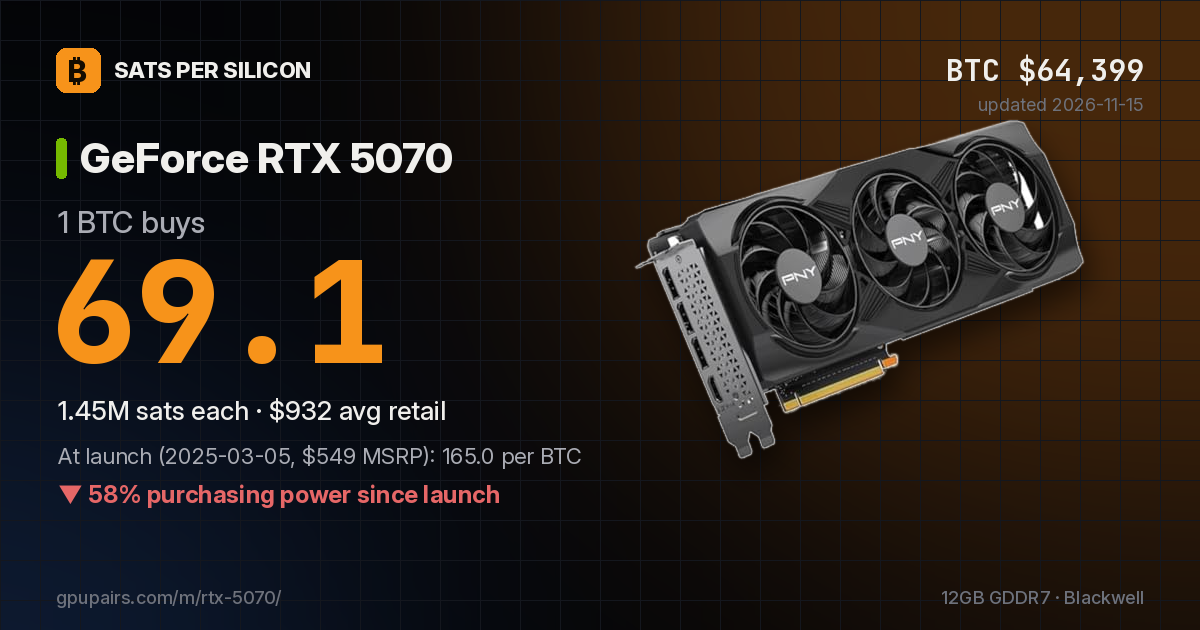 ₿ SATS PER SILICON
BTC $64,399
updated 2026-11-15
GeForce RTX 5070
1 BTC buys
69.1
1.45M sats each · $932 avg retail
At launch (2025-03-05, $549 MSRP): 165.0 per BTC
▼ 58% purchasing power since launch
PNY
PNY
PNY
gpupairs.com/m/rtx-5070/
12GB GDDR7 · Blackwell